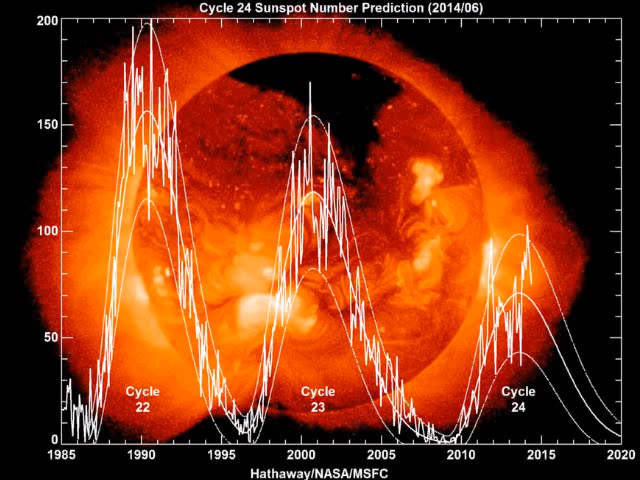 Cycle 24 Sunspot Number Prediction (2014/06)
200
150
100
50
0
Cycle
22
Cycle
23
Cycle
24
1985 1990 1995 2000 2005 2010 2015 2020
Hathaway/NASA/MSFC